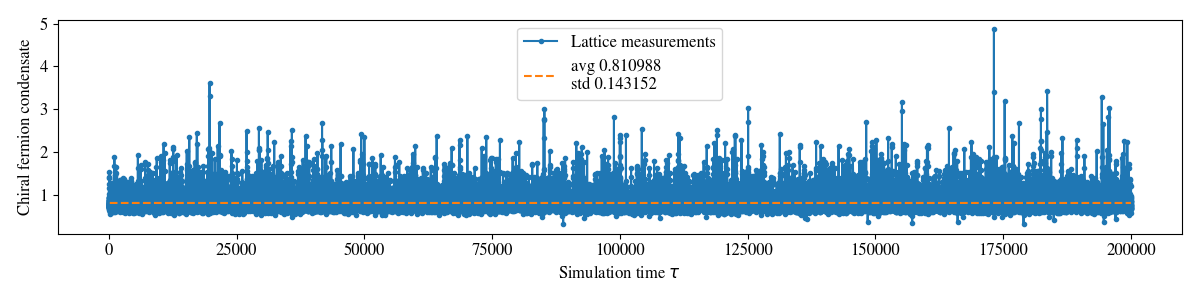 Chiral fermion condensate
5
4
3
2
1
Lattice measurements
avg 0.810988
std 0.143152
0 25000 50000 75000 100000 125000 150000 175000 200000
Simulation time τ